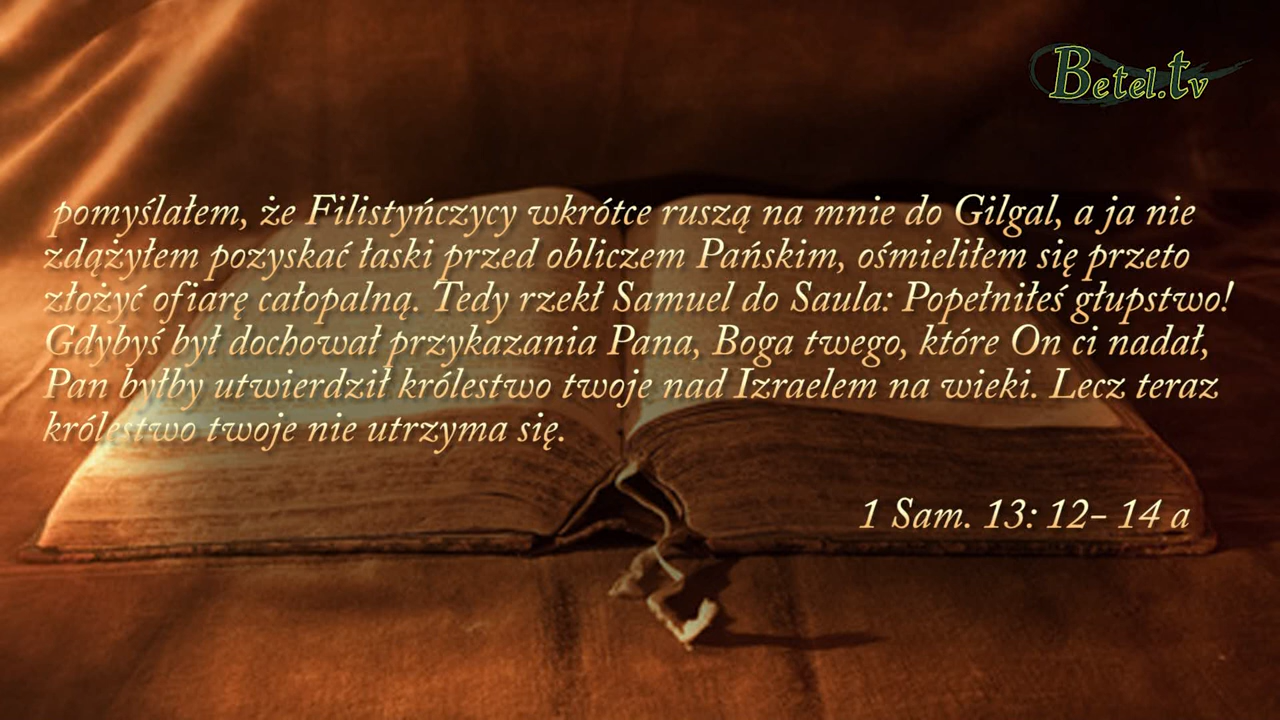 Betel.tv
pomyślałem, że Filistyńczycy wkrótce ruszą na mnie do Gilgal, a ja nie
zdążyłem pozyskać łaski przed obliczem Pańskim, ośmieliłem się przeto
złożyć ofiarę całopalną. Tedy rzekł Samuel do Saula: Popełniłeś głupstwo!
Gdybyś był dochował przykazania Pana, Boga twego, które On ci nadał,
Pan byłby utwierdził królestwo twoje nad Izraelem na wieki. Lecz teraz
królestwo twoje nie utrzyma się.
1 Sam. 13: 12- 14 a